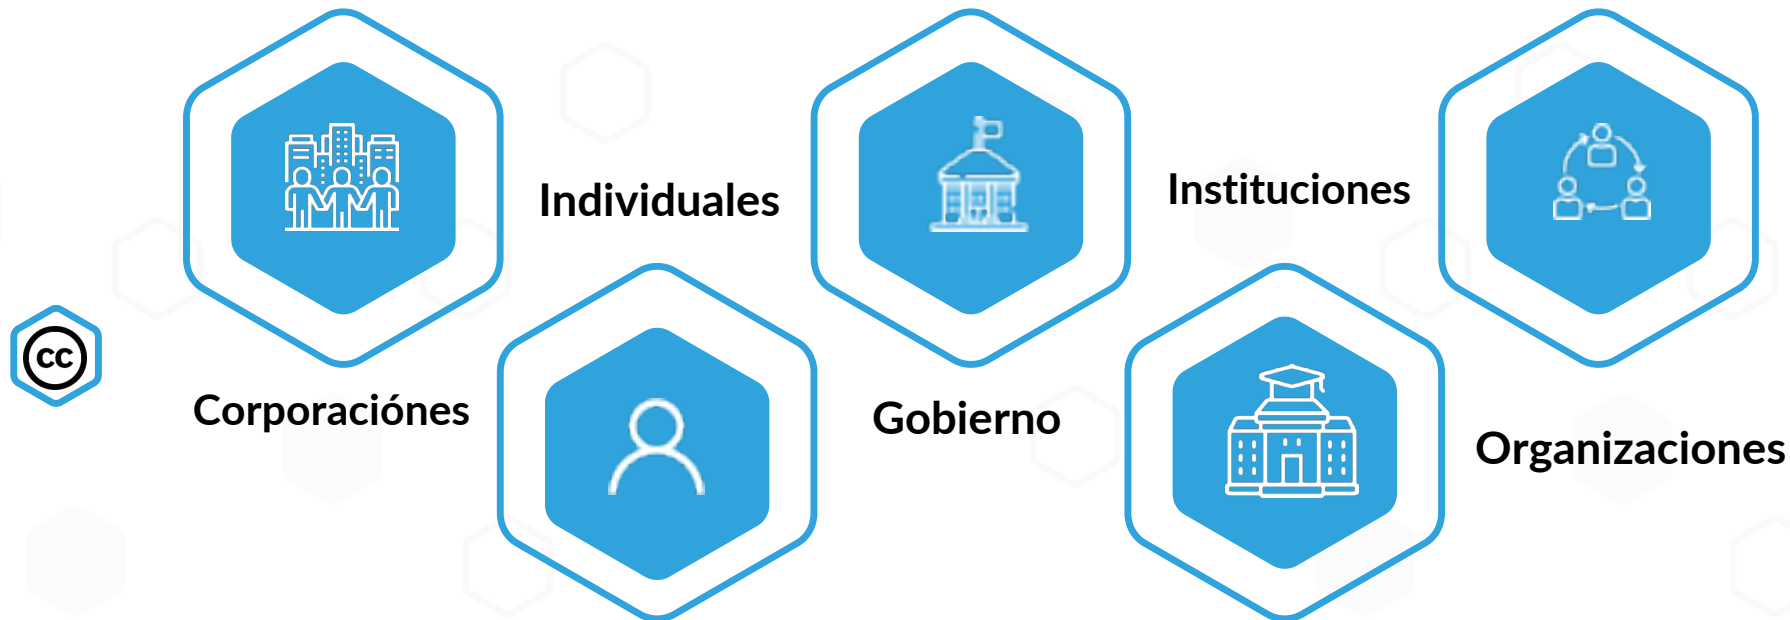 cc
Corporaciónes
Individuales
Gobierno
Instituciones
Organizaciones